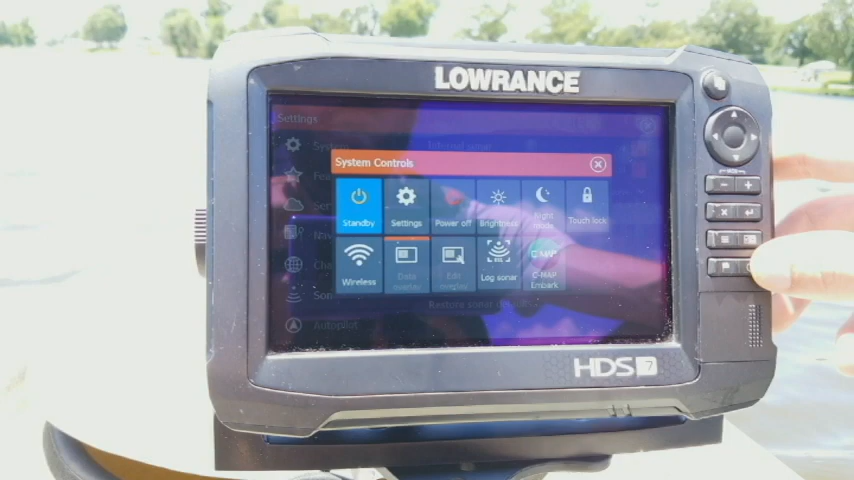 LOWRANCE
Settings
System Controls
Standby
Settings
Power off
Brightness
Night mode
Touch lock
Wireless
Data overlay
Edit overlay
Log sonar
C-MAP
C-MAP Embark
Autopilot
HDS 7